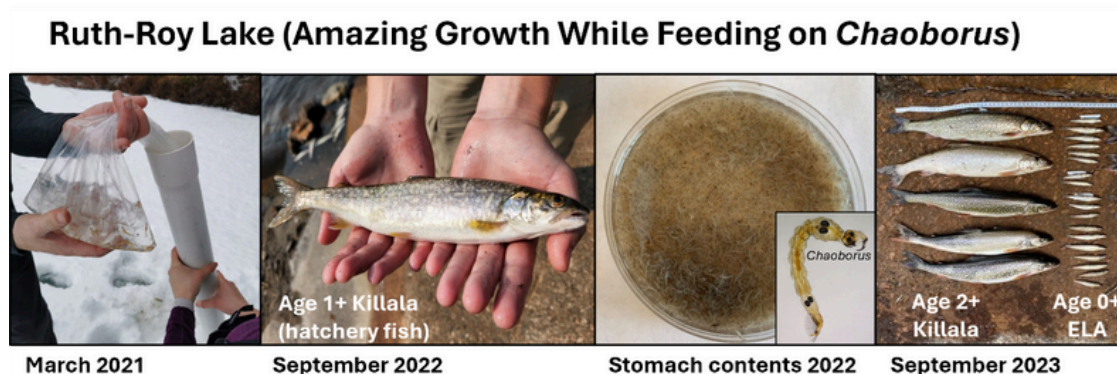 Ruth-Roy Lake (Amazing Growth While Feeding on Chaoborus)
Age 1+ Killala
(hatchery fish)
Chaoborus
Age 2+
Killala
Age 0+
ELA
March 2021
September 2022
Stomach contents 2022
September 2023